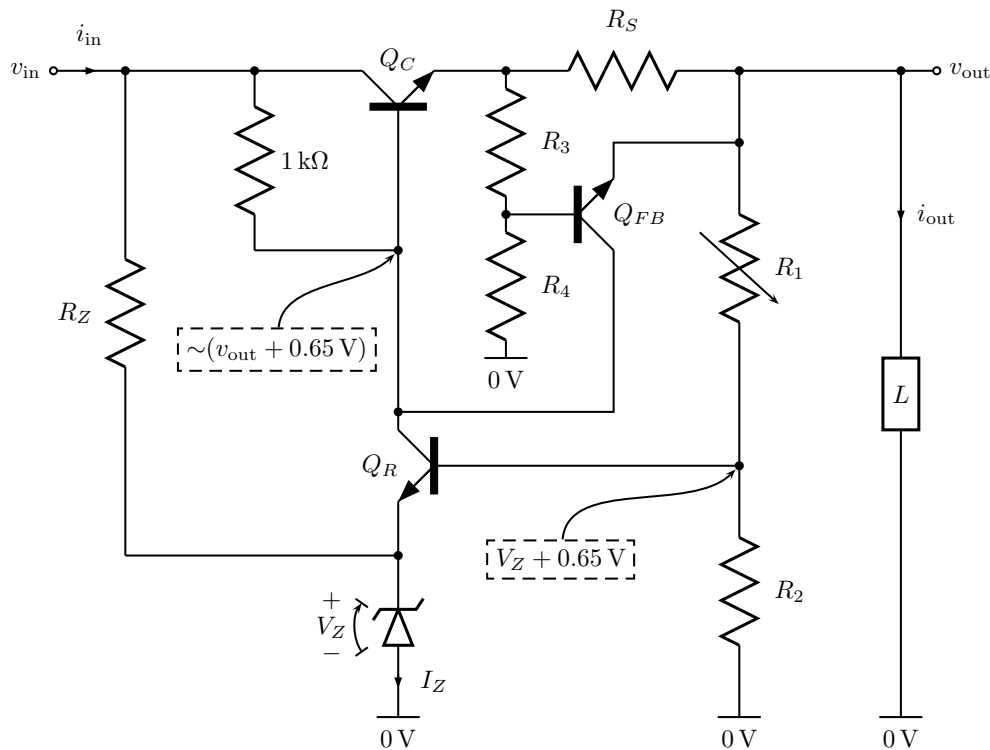 R_S
i_in
Q_C
v_in
v_out
R_3
1 kΩ
Q_FB
i_out
R_1
R_4
R_Z
~(v_out + 0.65 V)
0 V
L
Q_R
V_Z + 0.65 V
R_2
+
V_Z
−
I_Z
0 V
0 V
0 V